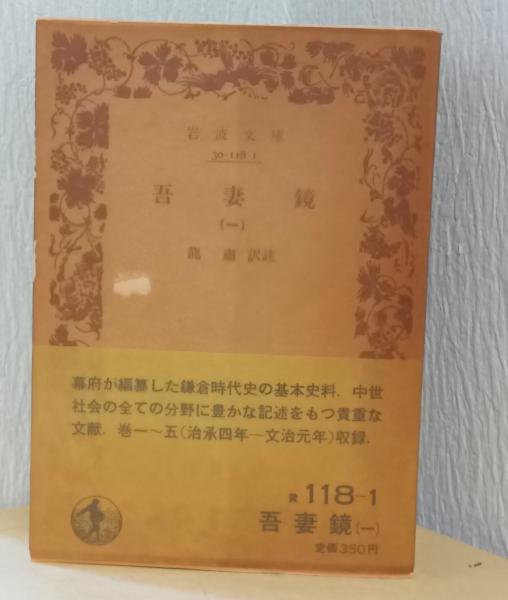 岩波文庫
30-118-1
吾妻鏡
(一)
龍肅 訳註
幕府が編纂した鎌倉時代史の基本史料．中世
社会の全ての分野に豊かな記述をもつ貴重な
文献．巻一〜五（治承四年―文治元年）収録．
黄 118-1
吾妻鏡(一)
定価350円